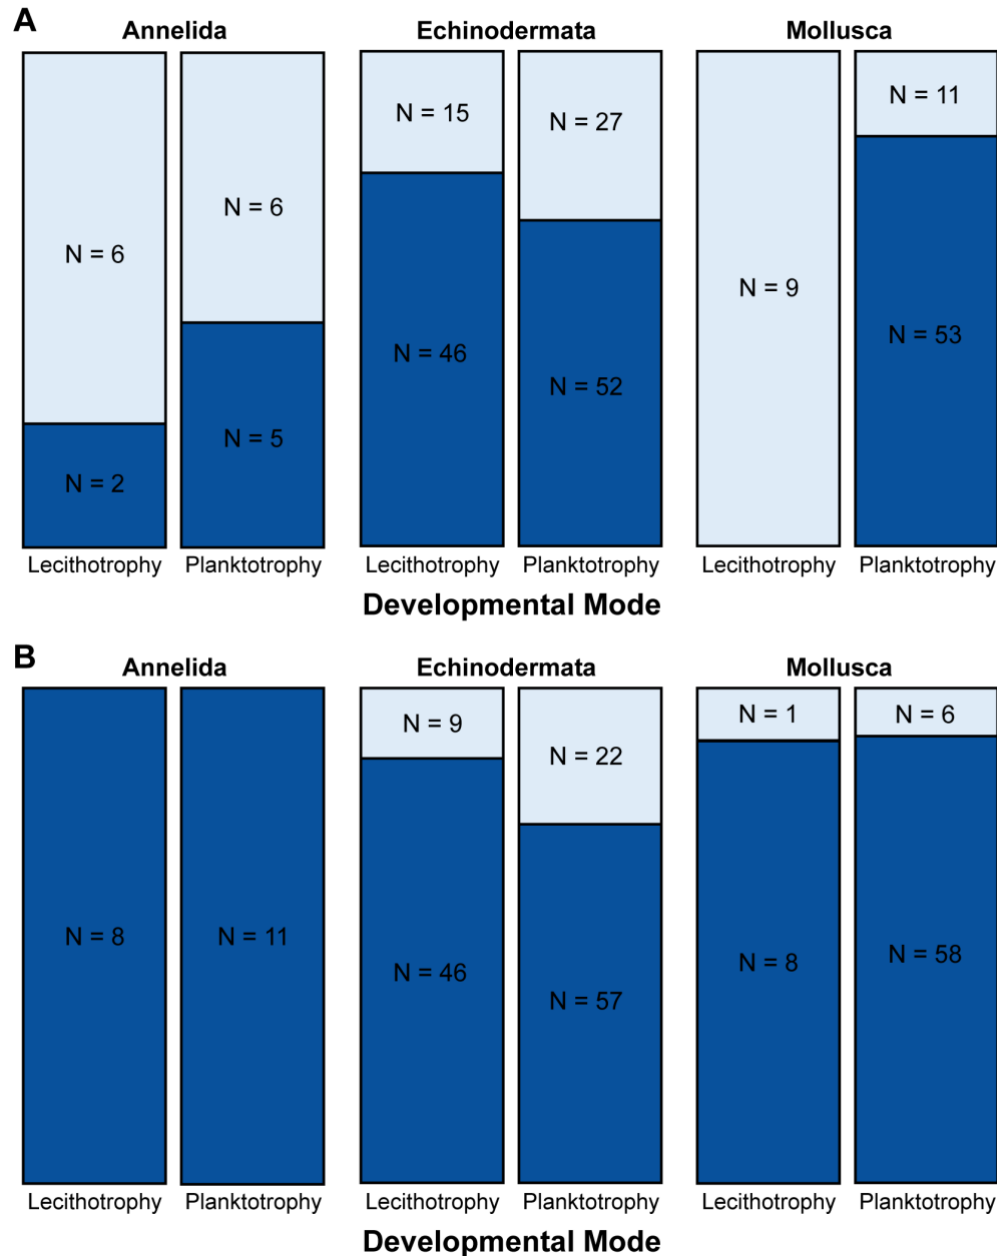 A
Annelida Echinodermata Mollusca
N = 15 N = 27 N = 11
N = 6 N = 6 N = 9
N = 46 N = 52 N = 53
N = 2 N = 5
Lecithotrophy Planktotrophy Lecithotrophy Planktotrophy Lecithotrophy Planktotrophy
Developmental Mode
B
Annelida Echinodermata Mollusca
N = 9 N = 22 N = 1 N = 6
N = 8 N = 11 N = 46 N = 57 N = 8 N = 58
Lecithotrophy Planktotrophy Lecithotrophy Planktotrophy Lecithotrophy Planktotrophy
Developmental Mode